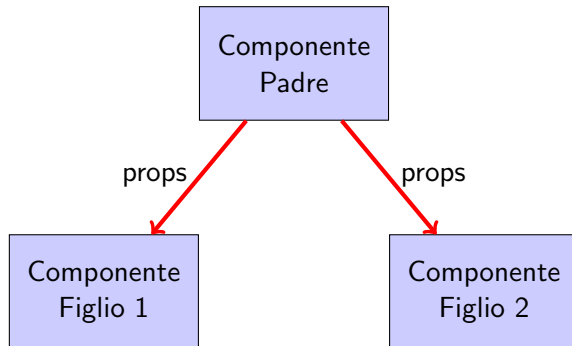 Componente
Padre
props
props
Componente
Figlio 1
Componente
Figlio 2